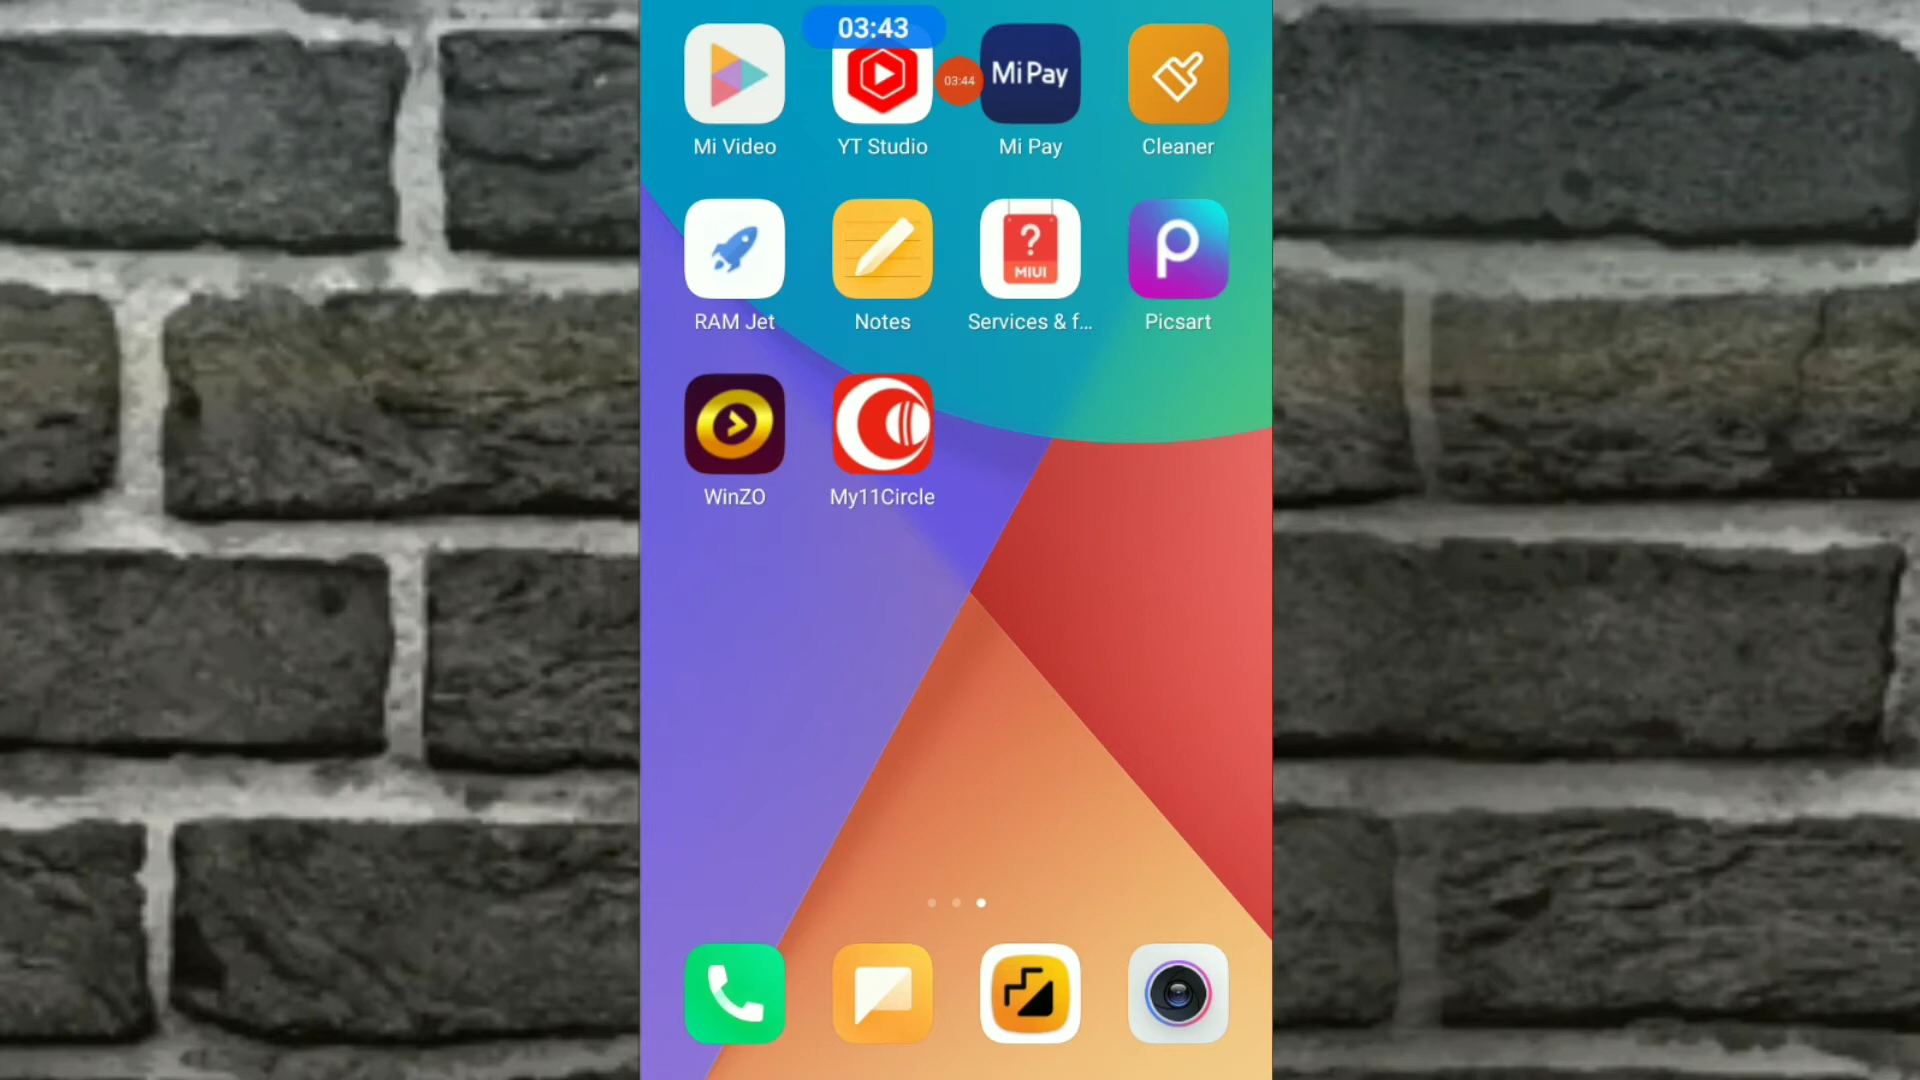 03:43
03:44
Mi Pay
Mi Video
YT Studio
Mi Pay
Cleaner
?
MIUI
RAM Jet
Notes
Services & f...
Picsart
WinZO
My11Circle